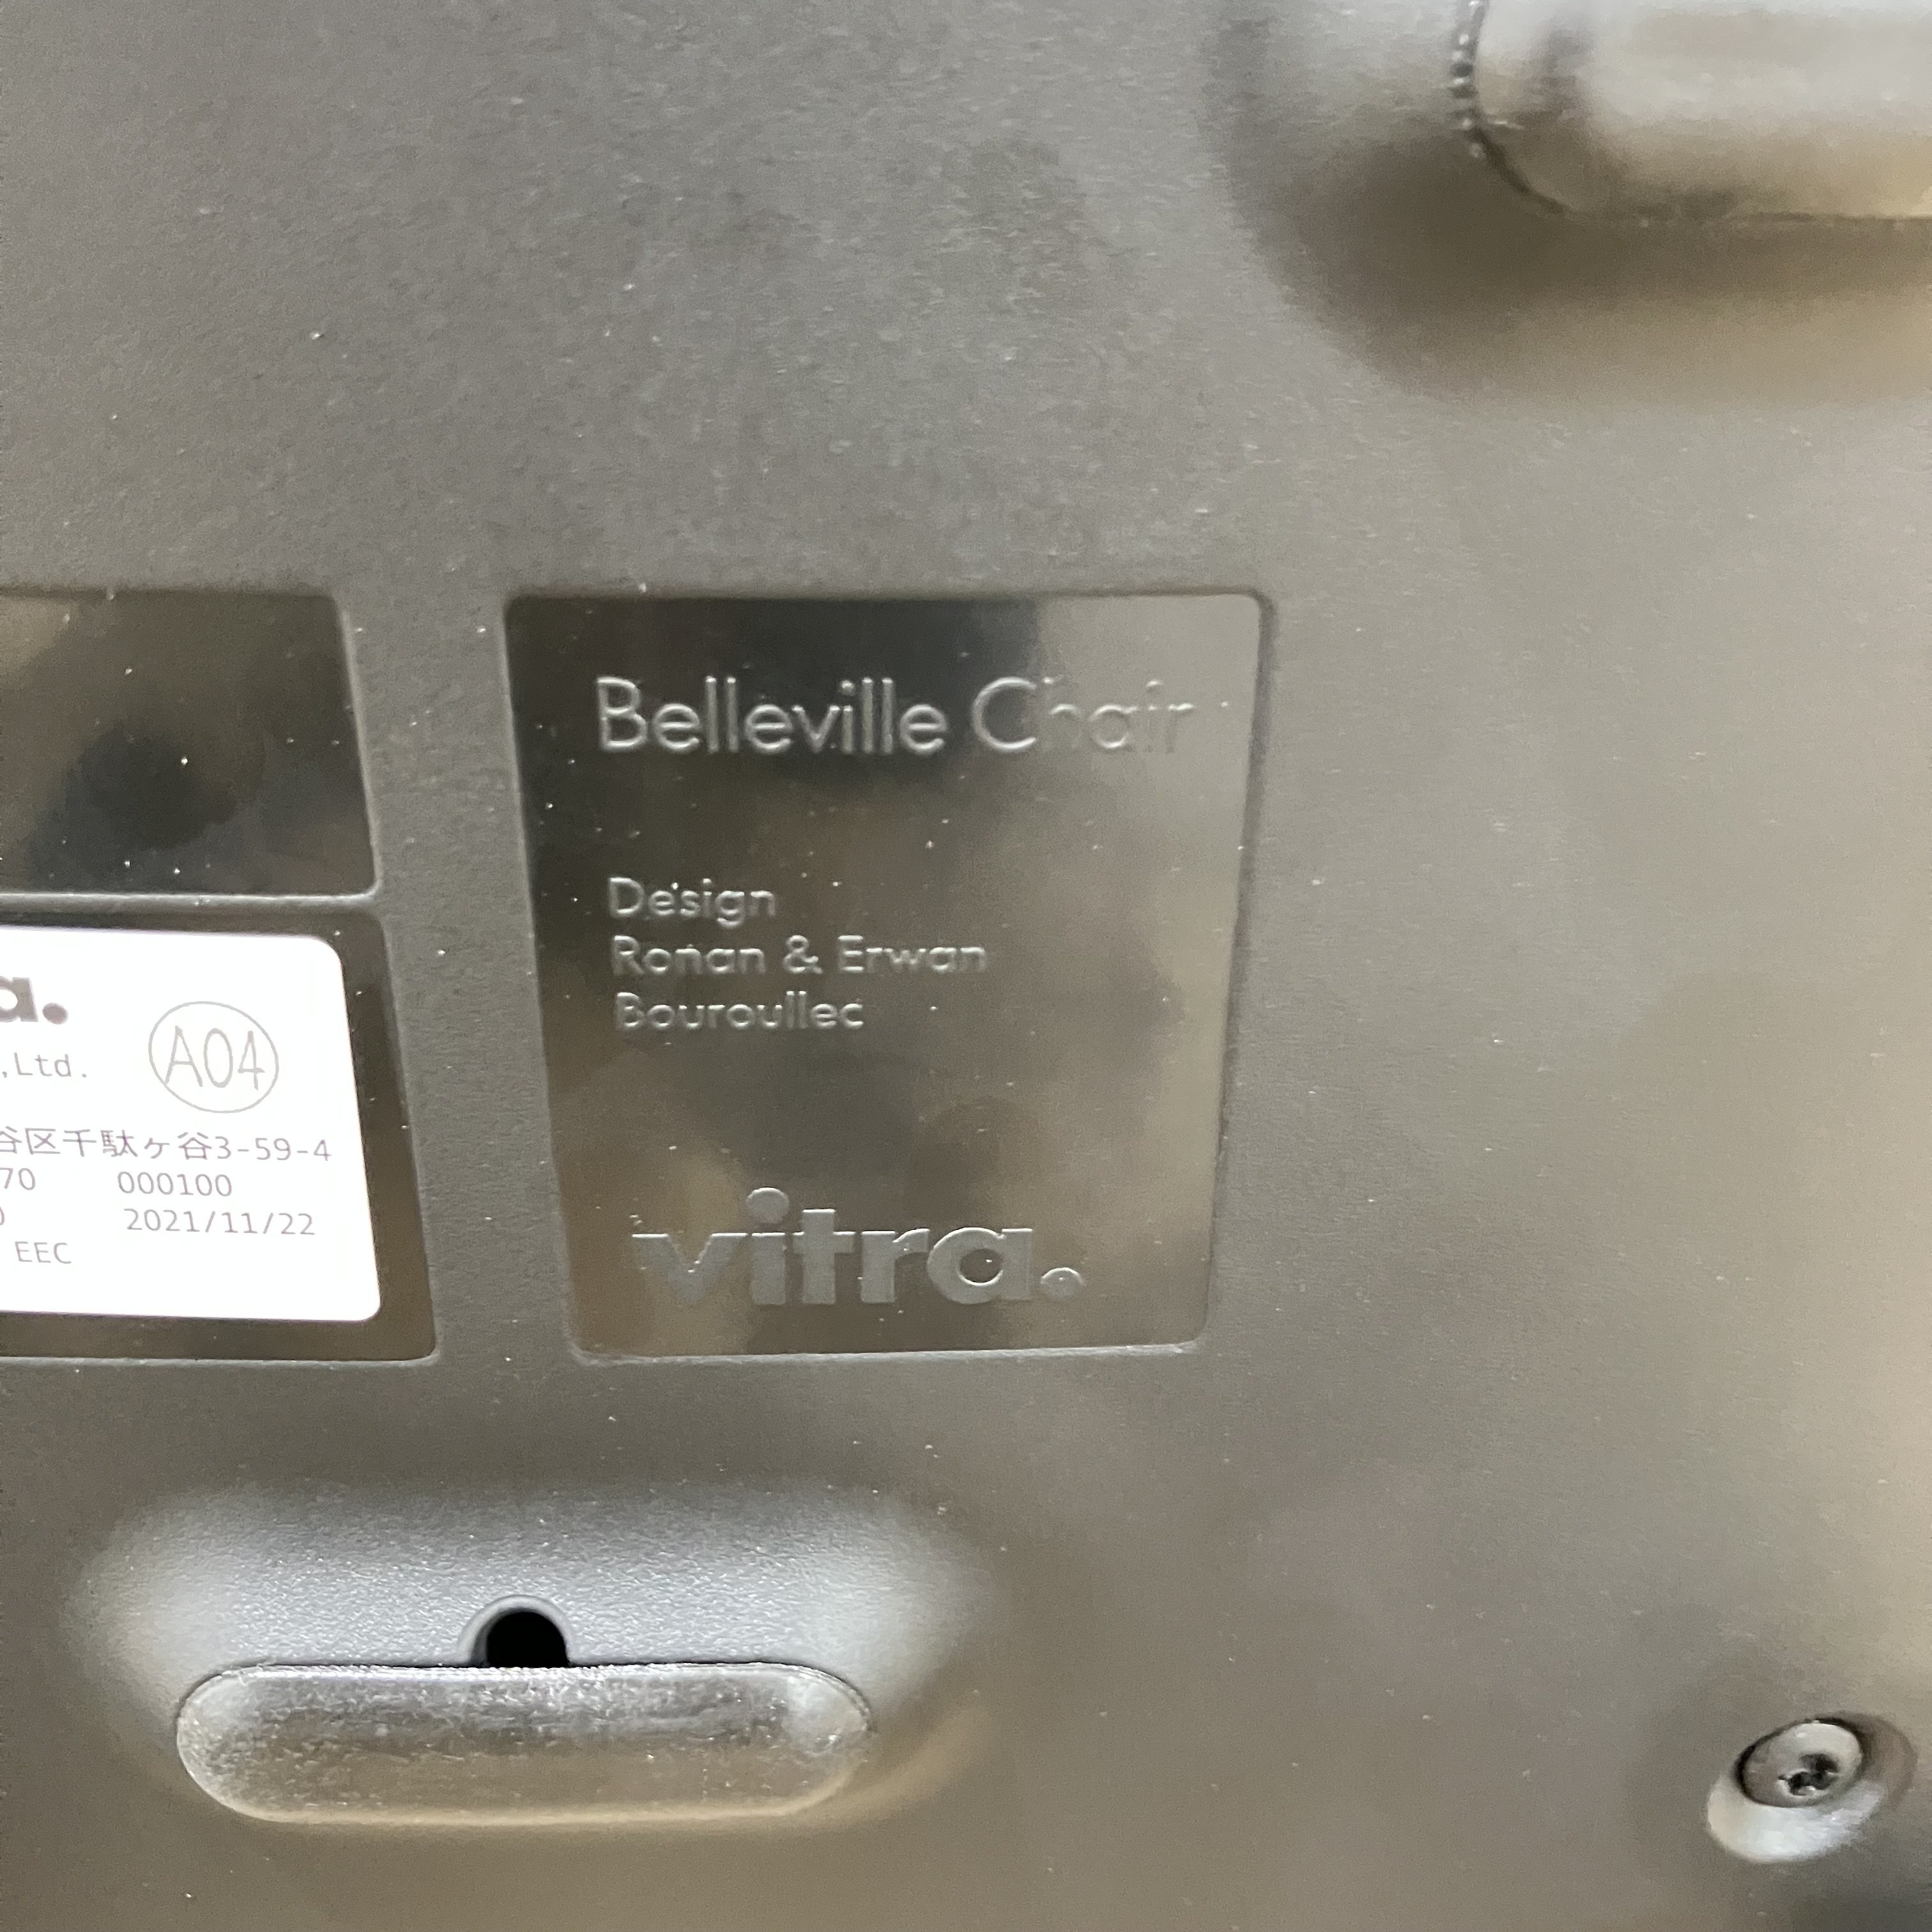 Belleville Chair
Design
Ronan & Erwan
Bouroullec
vitra.
a.
,Ltd.
A04
谷区千駄ヶ谷3-59-4
70 000100
2021/11/22
EEC